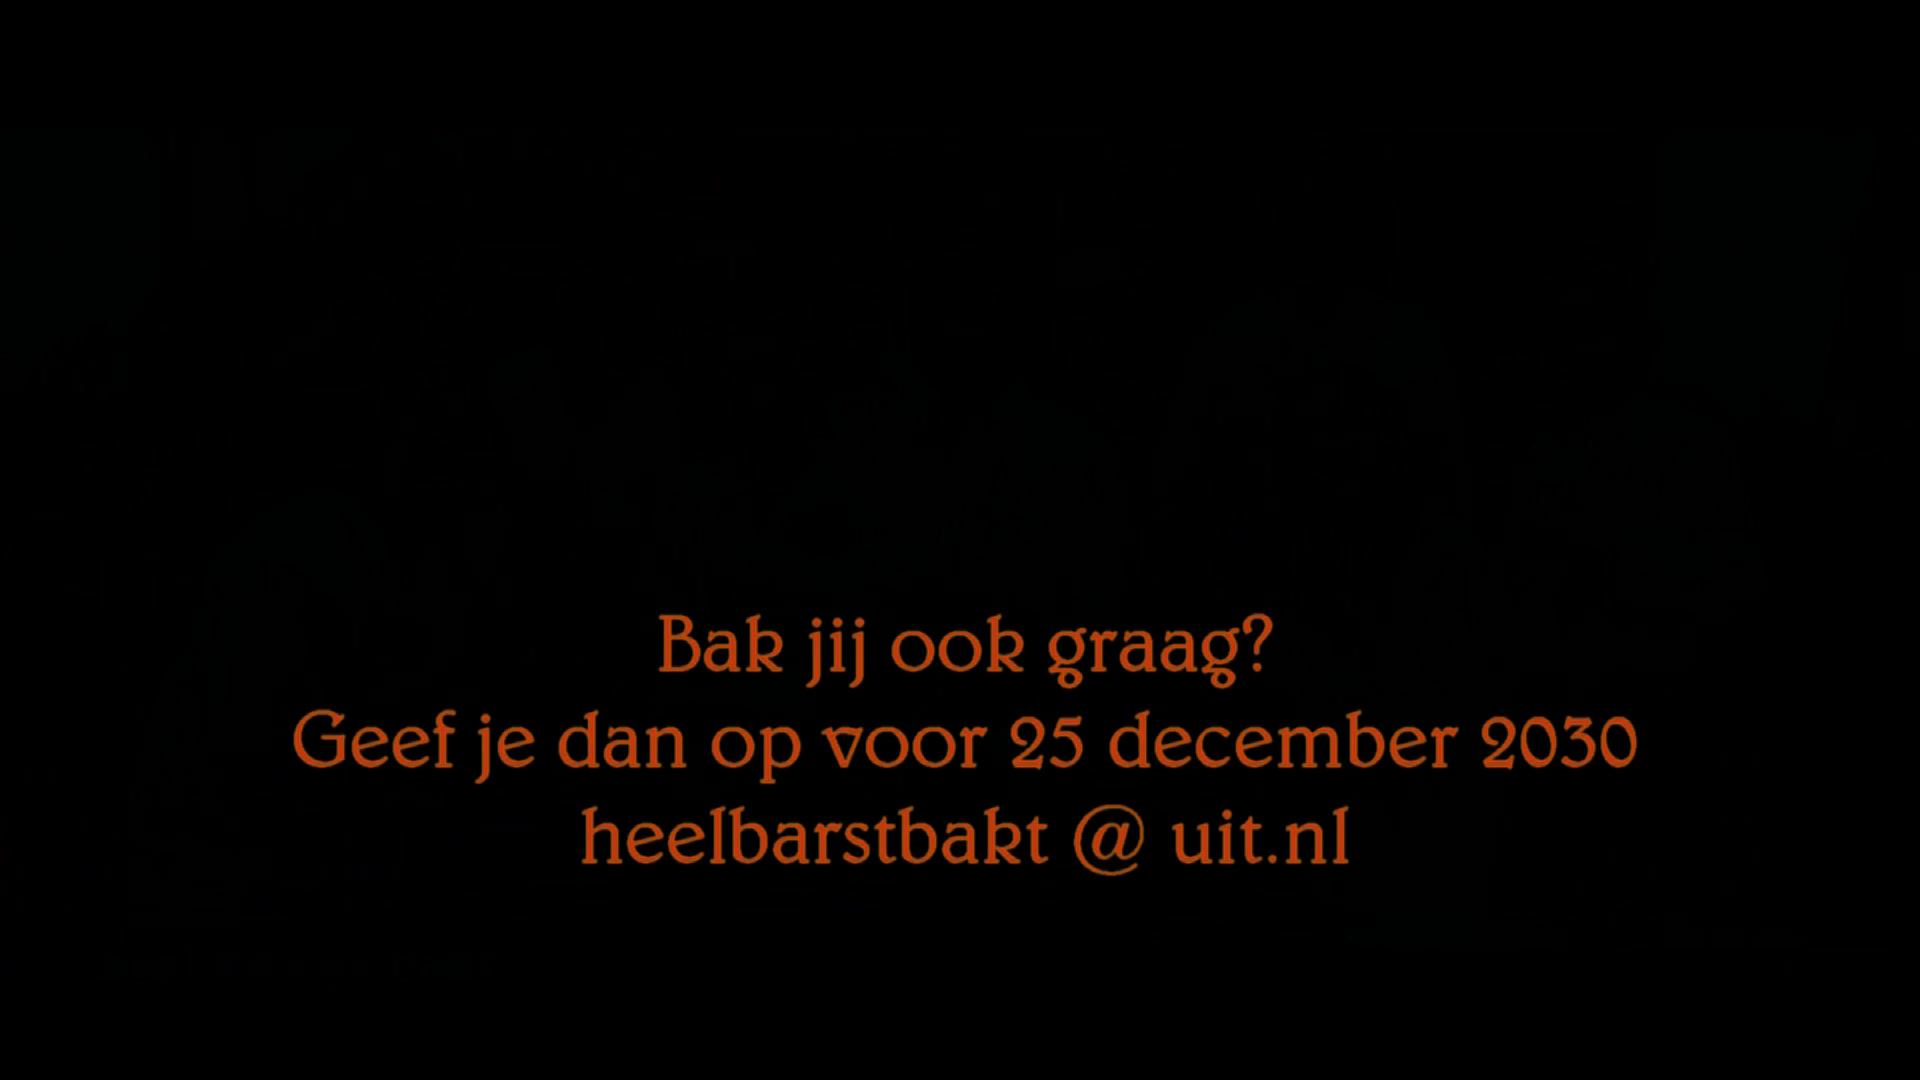 Bak jij ook graag?
Geef je dan op voor 25 december 2030
heelbarstbakt @ uit.nl